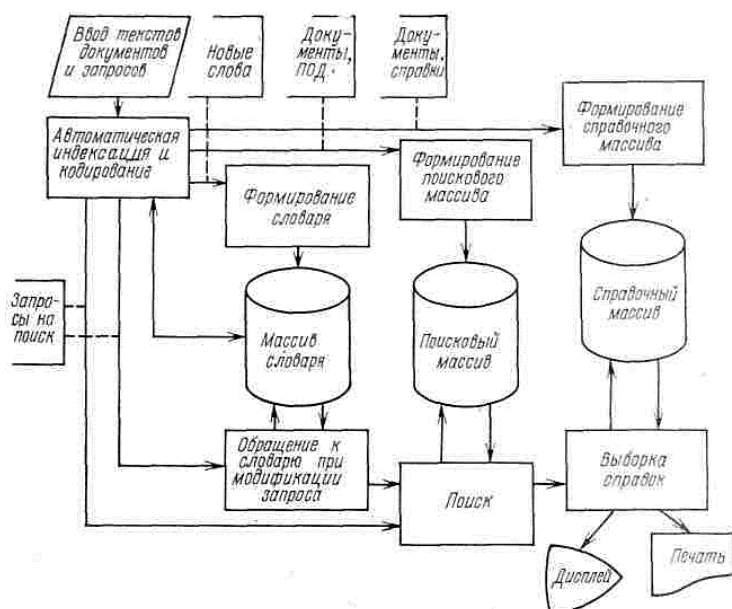 Ввод текстов
документов
и запросов
Новые
слова
Доку-
менты,
ПОД.
Доку-
менты,
справки
Автоматическая
индексация и
кодирование
Формирование
словаря
Формирование
поискового
массива
Формирование
справочного
массива
Запро-
сы на
поиск
Массив
словаря
Поисковый
массив
Справочный
массив
Обращение к
словарю при
модификации
запроса
Поиск
Выборка
справок
Дисплей
Печать